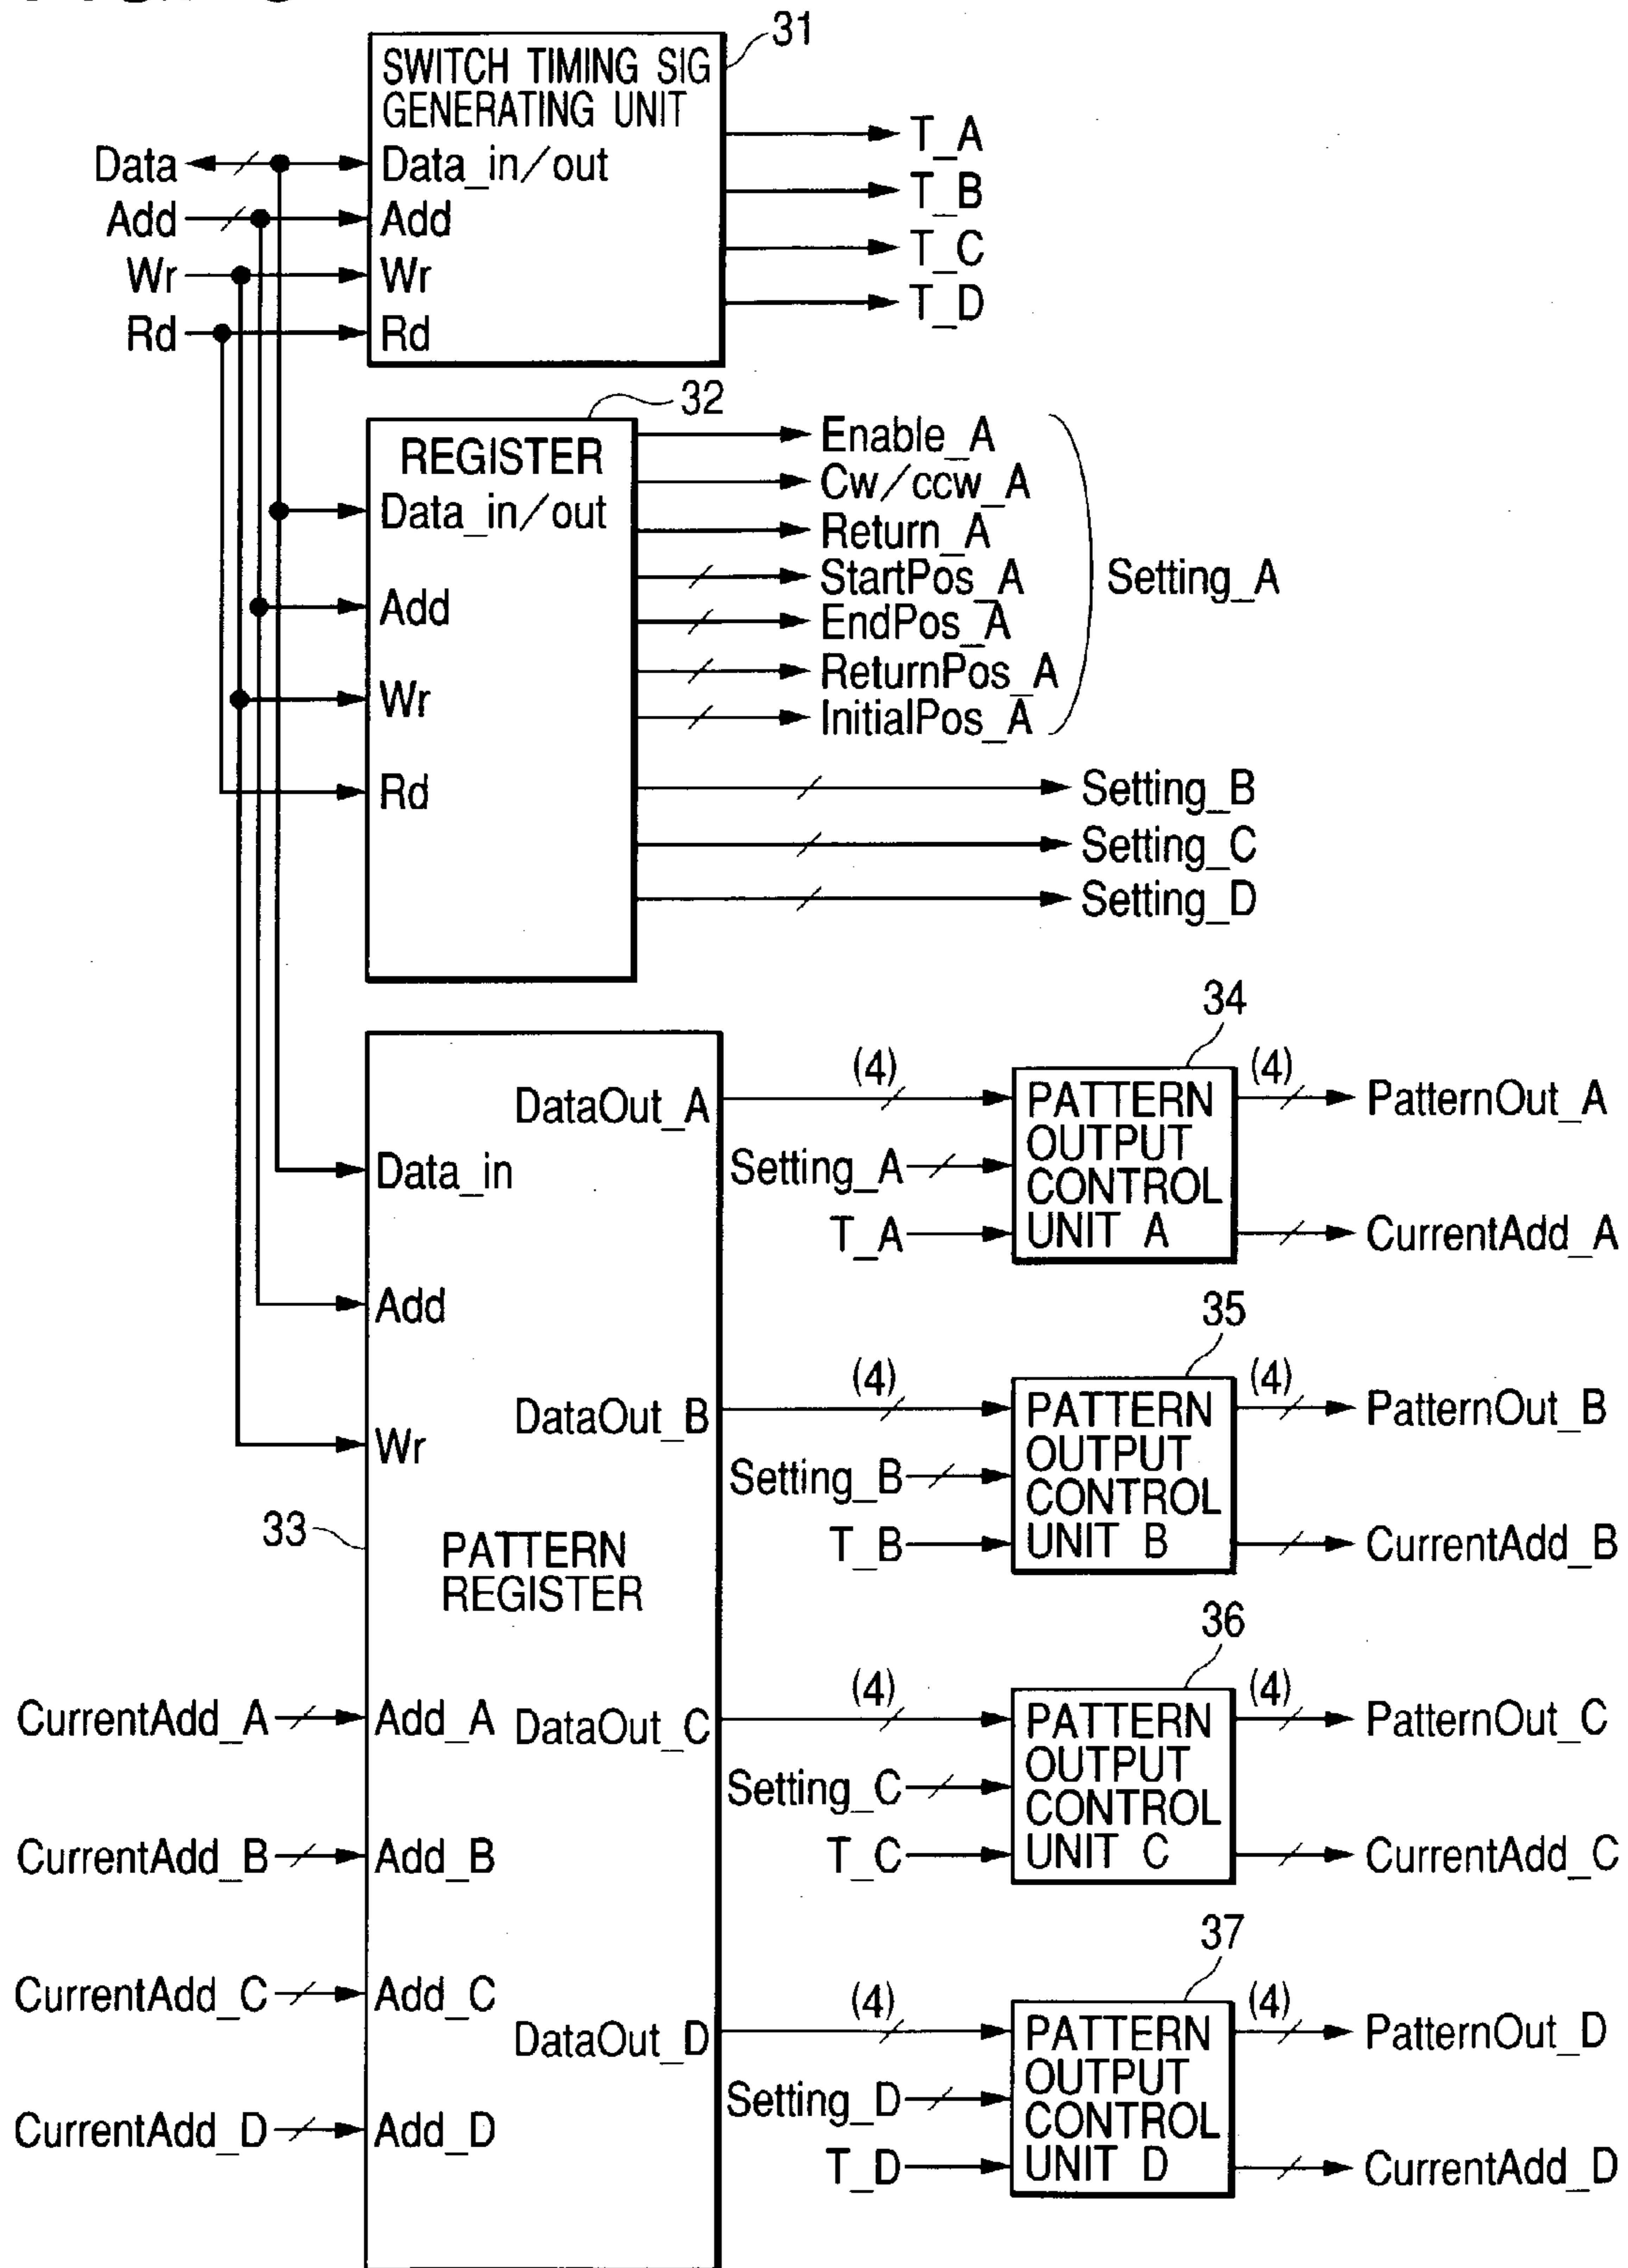 31
SWITCH TIMING SIG
GENERATING UNIT
Data
Data_in/out
Add
Add
Wr
Wr
Rd
Rd
T_A
T_B
T_C
T_D
32
REGISTER
Data_in/out
Add
Wr
Rd
Enable_A
Cw/ccw_A
Return_A
StartPos_A
EndPos_A
ReturnPos_A
InitialPos_A
Setting_A
Setting_B
Setting_C
Setting_D
33
PATTERN
REGISTER
Data_in
Add
Wr
CurrentAdd_A
Add_A
CurrentAdd_B
Add_B
CurrentAdd_C
Add_C
CurrentAdd_D
Add_D
DataOut_A
(4)
Setting_A
T_A
34
PATTERN
OUTPUT
CONTROL
UNIT A
(4)
PatternOut_A
CurrentAdd_A
DataOut_B
(4)
Setting_B
T_B
35
PATTERN
OUTPUT
CONTROL
UNIT B
(4)
PatternOut_B
CurrentAdd_B
DataOut_C
(4)
Setting_C
T_C
36
PATTERN
OUTPUT
CONTROL
UNIT C
(4)
PatternOut_C
CurrentAdd_C
DataOut_D
(4)
Setting_D
T_D
37
PATTERN
OUTPUT
CONTROL
UNIT D
(4)
PatternOut_D
CurrentAdd_D